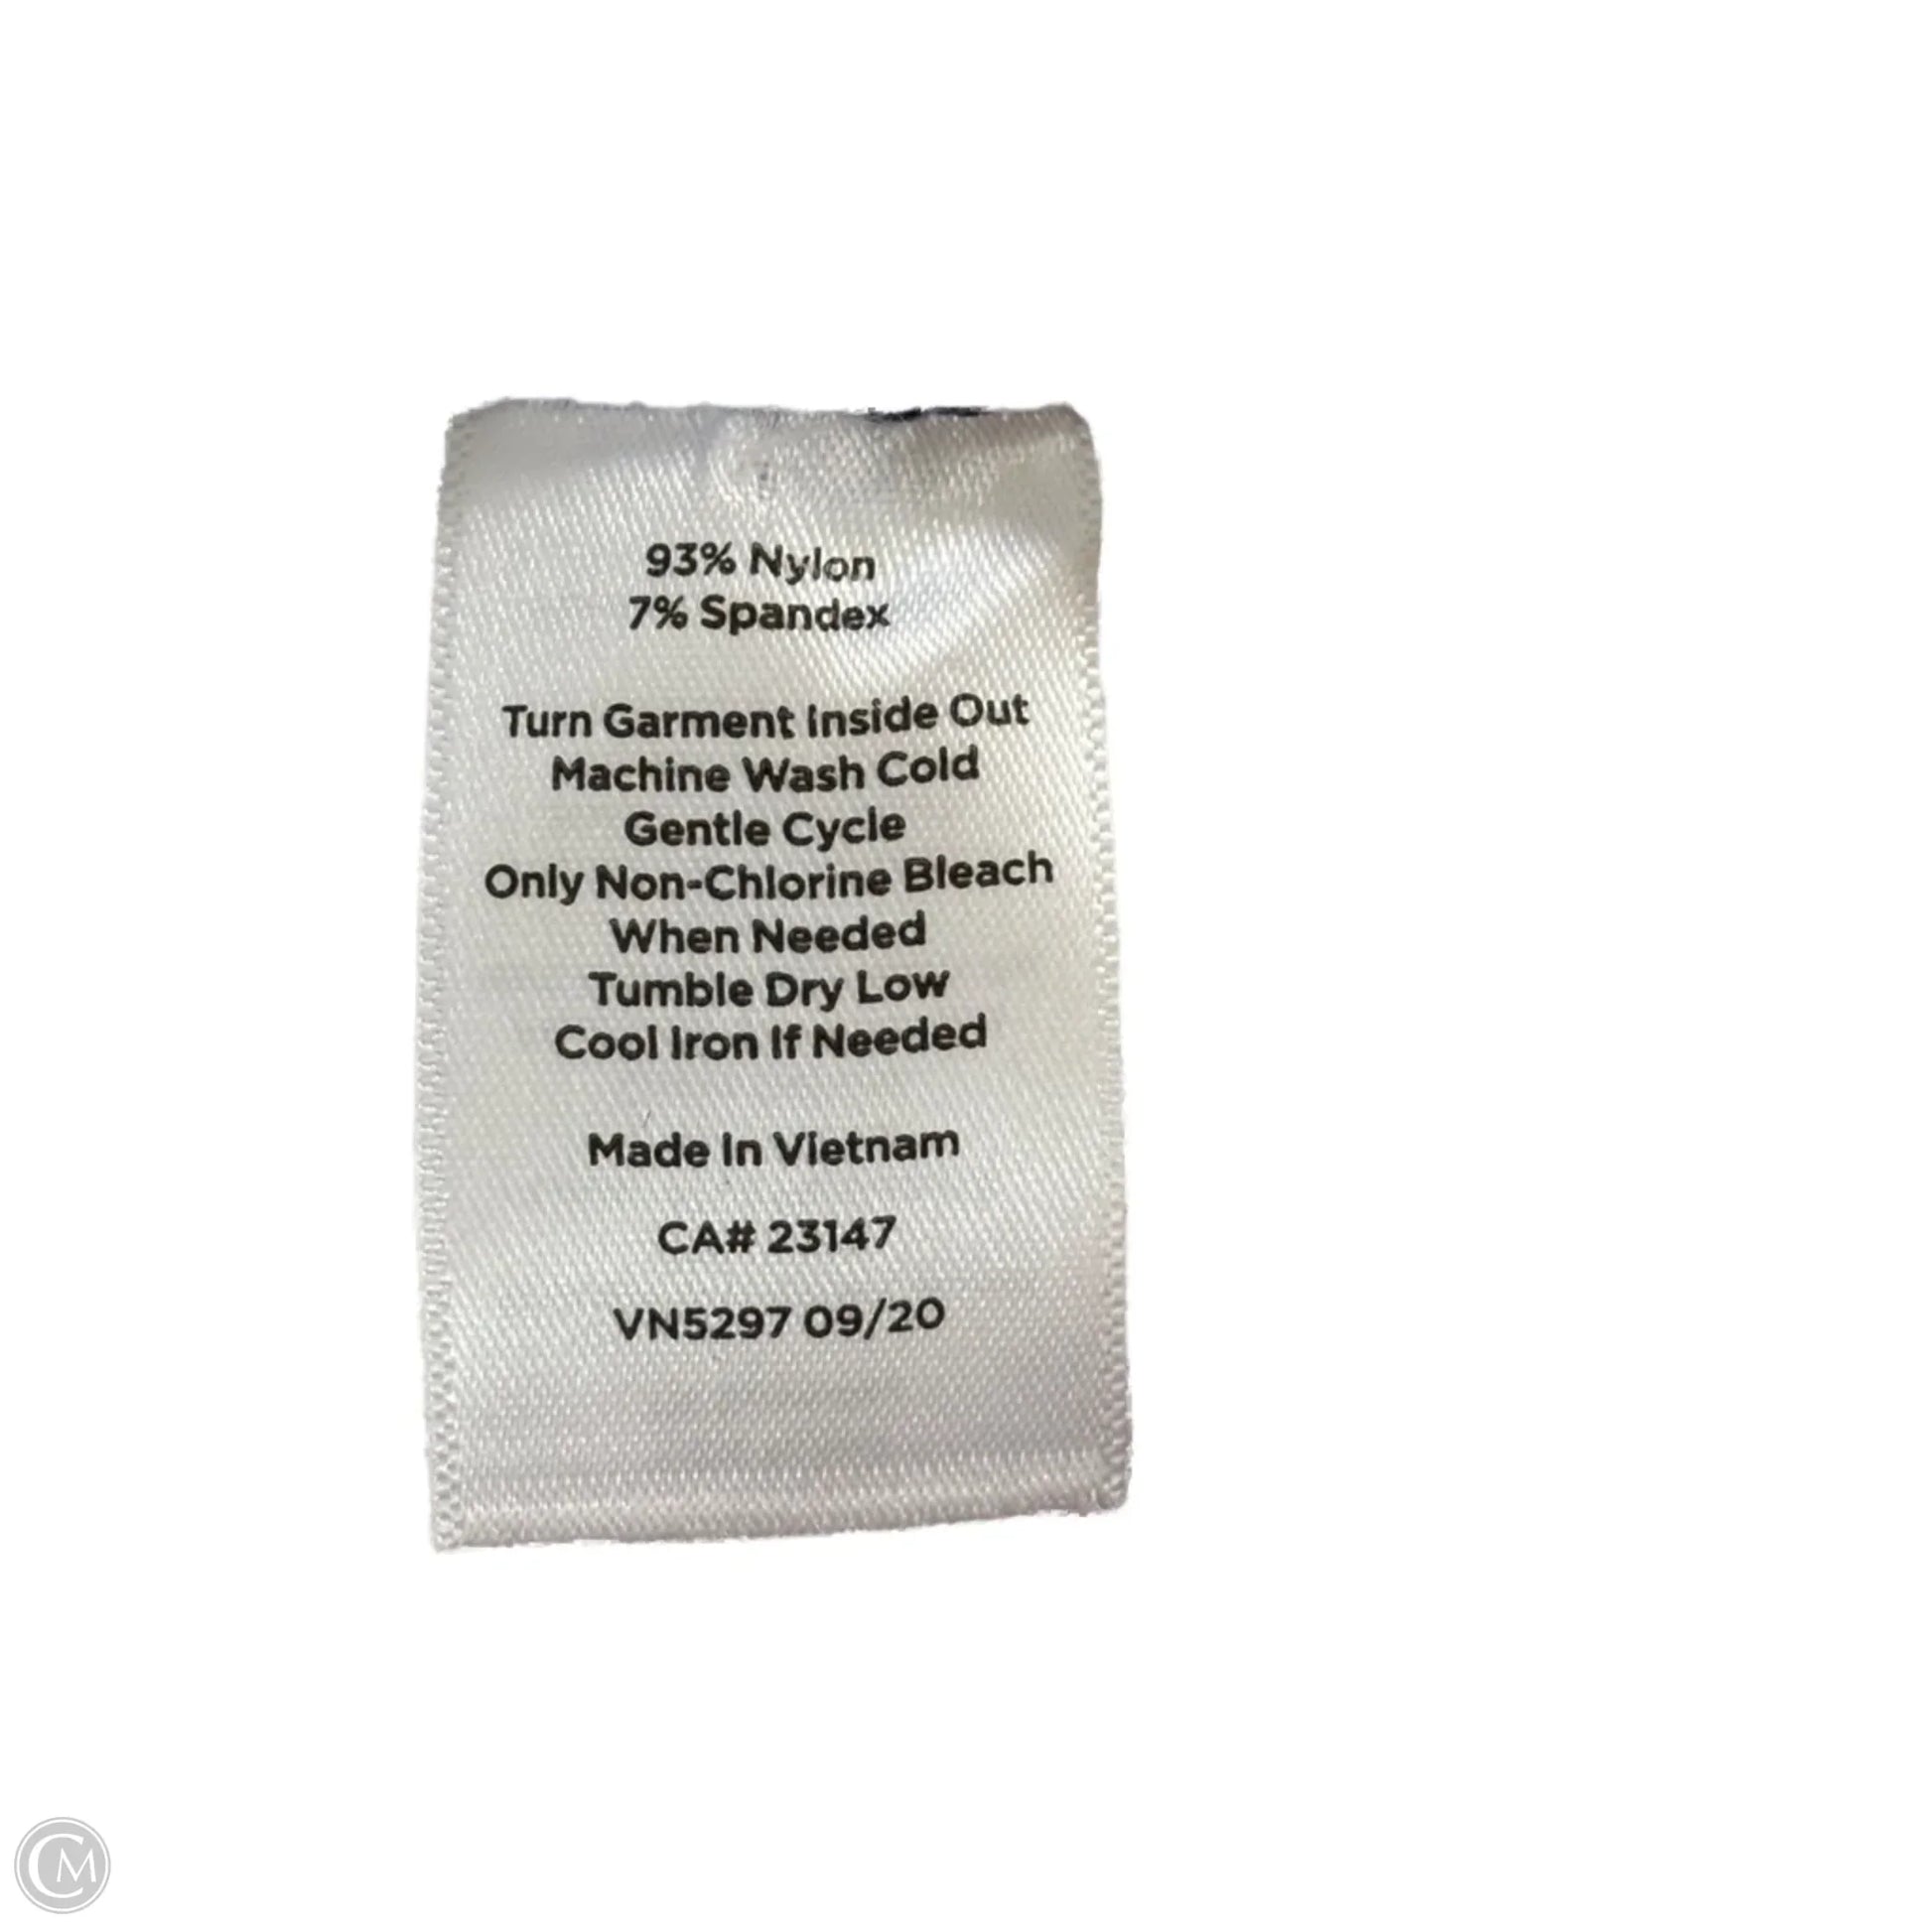 93% Nylon
7% Spandex
Turn Garment Inside Out
Machine Wash Cold
Gentle Cycle
Only Non-Chlorine Bleach
When Needed
Tumble Dry Low
Cool Iron If Needed
Made In Vietnam
CA# 23147
VN5297 09/20
CM